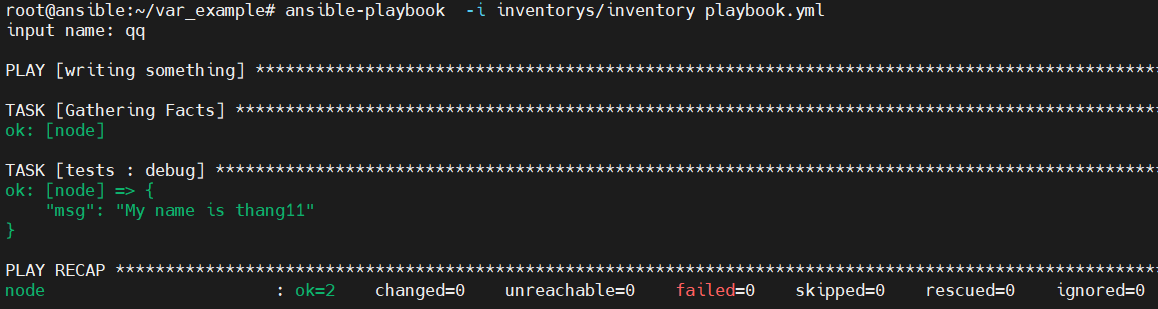 root@ansible:~/var_example# ansible-playbook  -i inventorys/inventory playbook.yml
input name: qq
PLAY [writing something] *******************************************************************************************
TASK [Gathering Facts] *********************************************************************************************
ok: [node]
TASK [tests : debug] ***********************************************************************************************
ok: [node] => {
    "msg": "My name is thang11"
}
PLAY RECAP *********************************************************************************************************
node                       : ok=2    changed=0    unreachable=0    failed=0    skipped=0    rescued=0    ignored=0